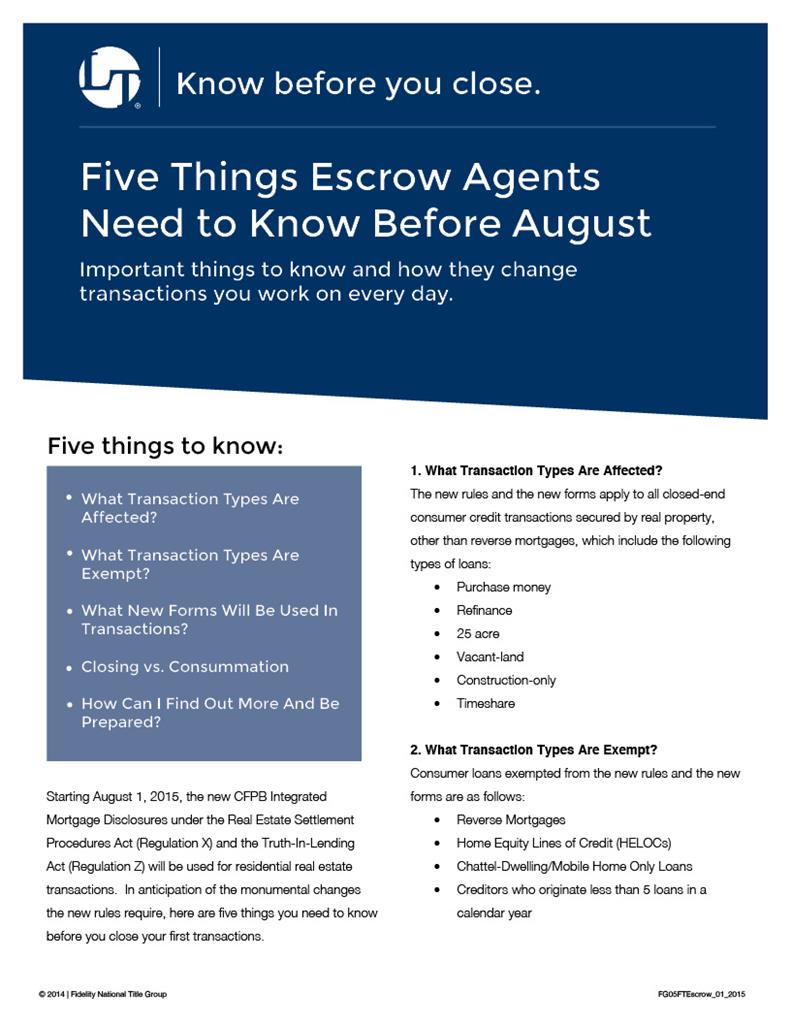 LT
Know before you close.
Five Things Escrow Agents
Need to Know Before August
Important things to know and how they change
transactions you work on every day.
Five things to know:
• What Transaction Types Are
Affected?
• What Transaction Types Are
Exempt?
• What New Forms Will Be Used In
Transactions?
• Closing vs. Consummation
• How Can I Find Out More And Be
Prepared?
Starting August 1, 2015, the new CFPB Integrated
Mortgage Disclosures under the Real Estate Settlement
Procedures Act (Regulation X) and the Truth-In-Lending
Act (Regulation Z) will be used for residential real estate
transactions. In anticipation of the monumental changes
the new rules require, here are five things you need to know
before you close your first transactions.
1. What Transaction Types Are Affected?
The new rules and the new forms apply to all closed-end
consumer credit transactions secured by real property,
other than reverse mortgages, which include the following
types of loans:
• Purchase money
• Refinance
• 25 acre
• Vacant-land
• Construction-only
• Timeshare
2. What Transaction Types Are Exempt?
Consumer loans exempted from the new rules and the new
forms are as follows:
• Reverse Mortgages
• Home Equity Lines of Credit (HELOCs)
• Chattel-Dwelling/Mobile Home Only Loans
• Creditors who originate less than 5 loans in a
calendar year
© 2014 | Fidelity National Title Group
FG05FTEscrow_01_2015